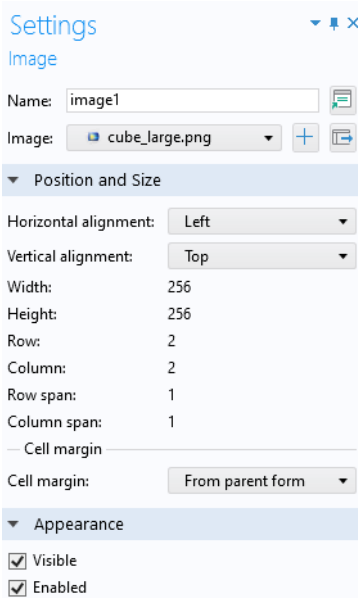 Settings
Image
Name: image1
Image: cube_large.png
Position and Size
Horizontal alignment: Left
Vertical alignment: Top
Width: 256
Height: 256
Row: 2
Column: 2
Row span: 1
Column span: 1
Cell margin
Cell margin: From parent form
Appearance
Visible
Enabled